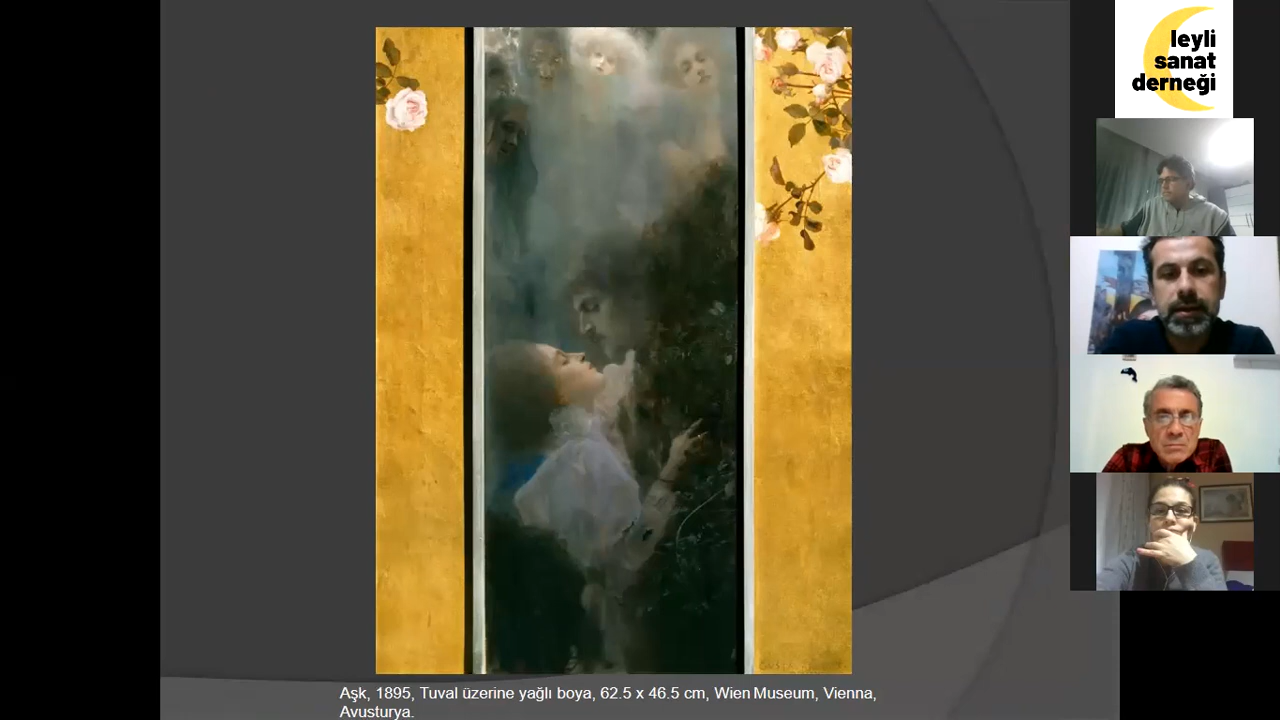 leyli
sanat
derneği
Aşk, 1895, Tuval üzerine yağlı boya, 62.5 x 46.5 cm, Wien Museum, Vienna,
Avusturya.